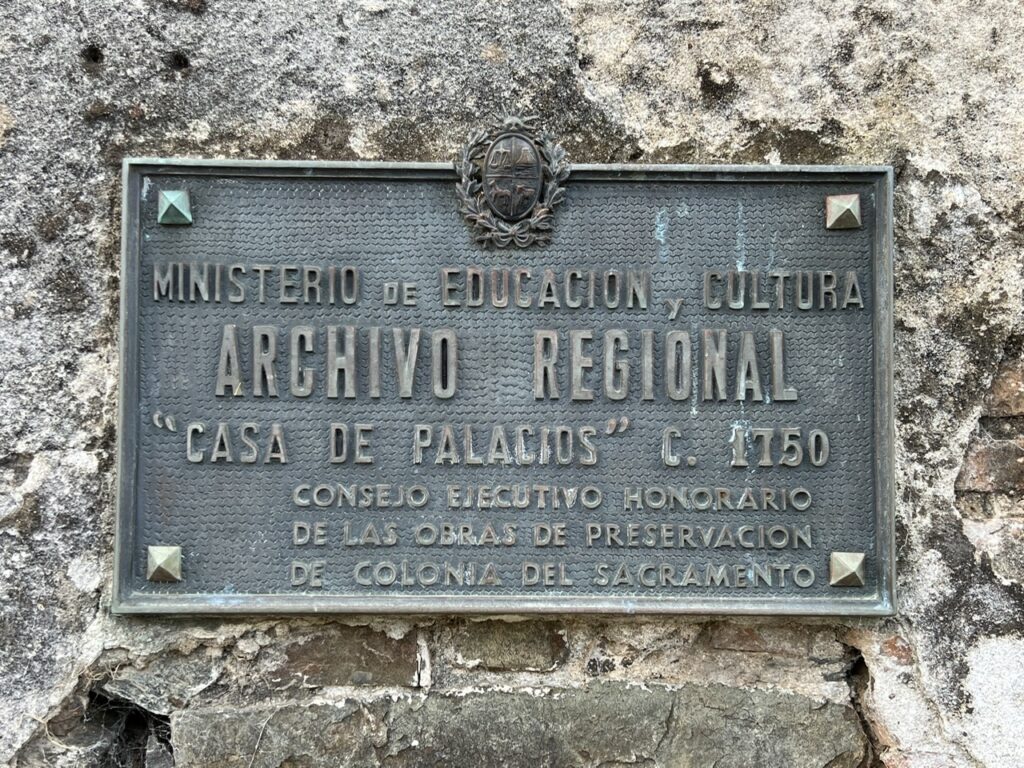 MINISTERIO DE EDUCACION y CULTURA
ARCHIVO REGIONAL
"CASA DE PALACIOS" C. 1750
CONSEJO EJECUTIVO HONORARIO
DE LAS OBRAS DE PRESERVACION
DE COLONIA DEL SACRAMENTO